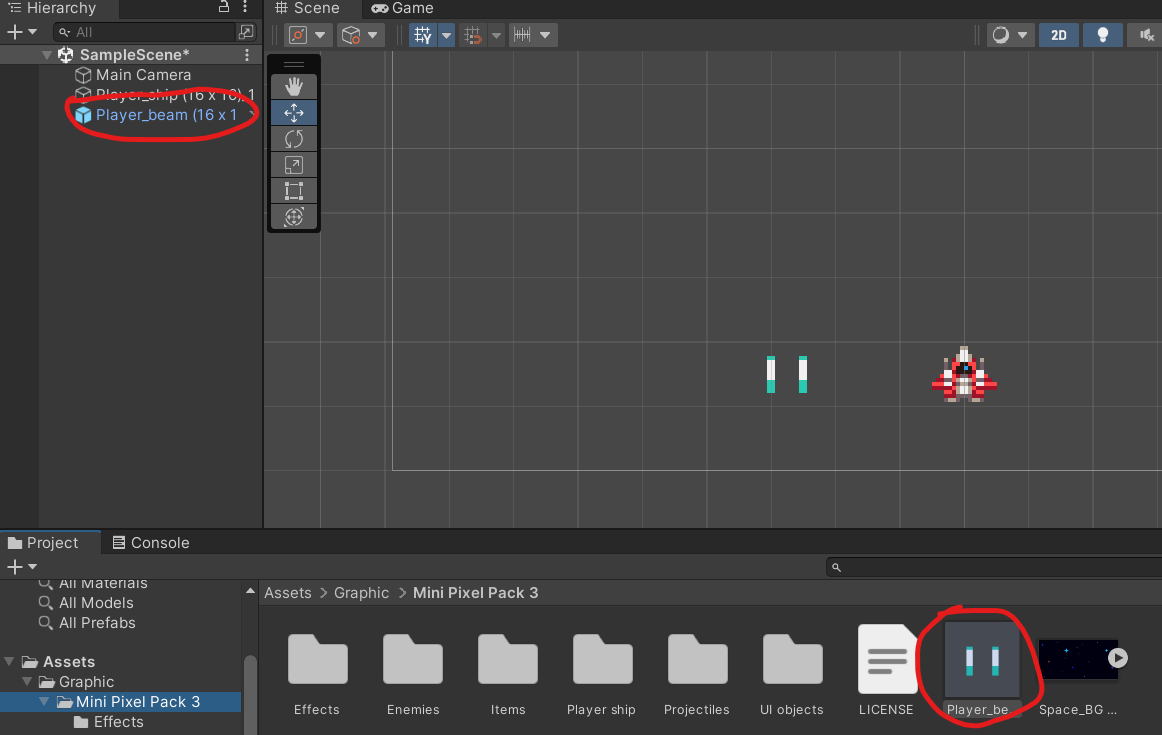 Hierarchy
Scene
Game
All
2D
SampleScene*
Main Camera
Player_ship (16 x 16)_1
Player_beam (16 x 1
Project
Console
All Materials
All Models
All Prefabs
Assets
Graphic
Mini Pixel Pack 3
Effects
Assets > Graphic > Mini Pixel Pack 3
Effects
Enemies
Items
Player ship
Projectiles
UI objects
LICENSE
Player_be...
Space_BG ...